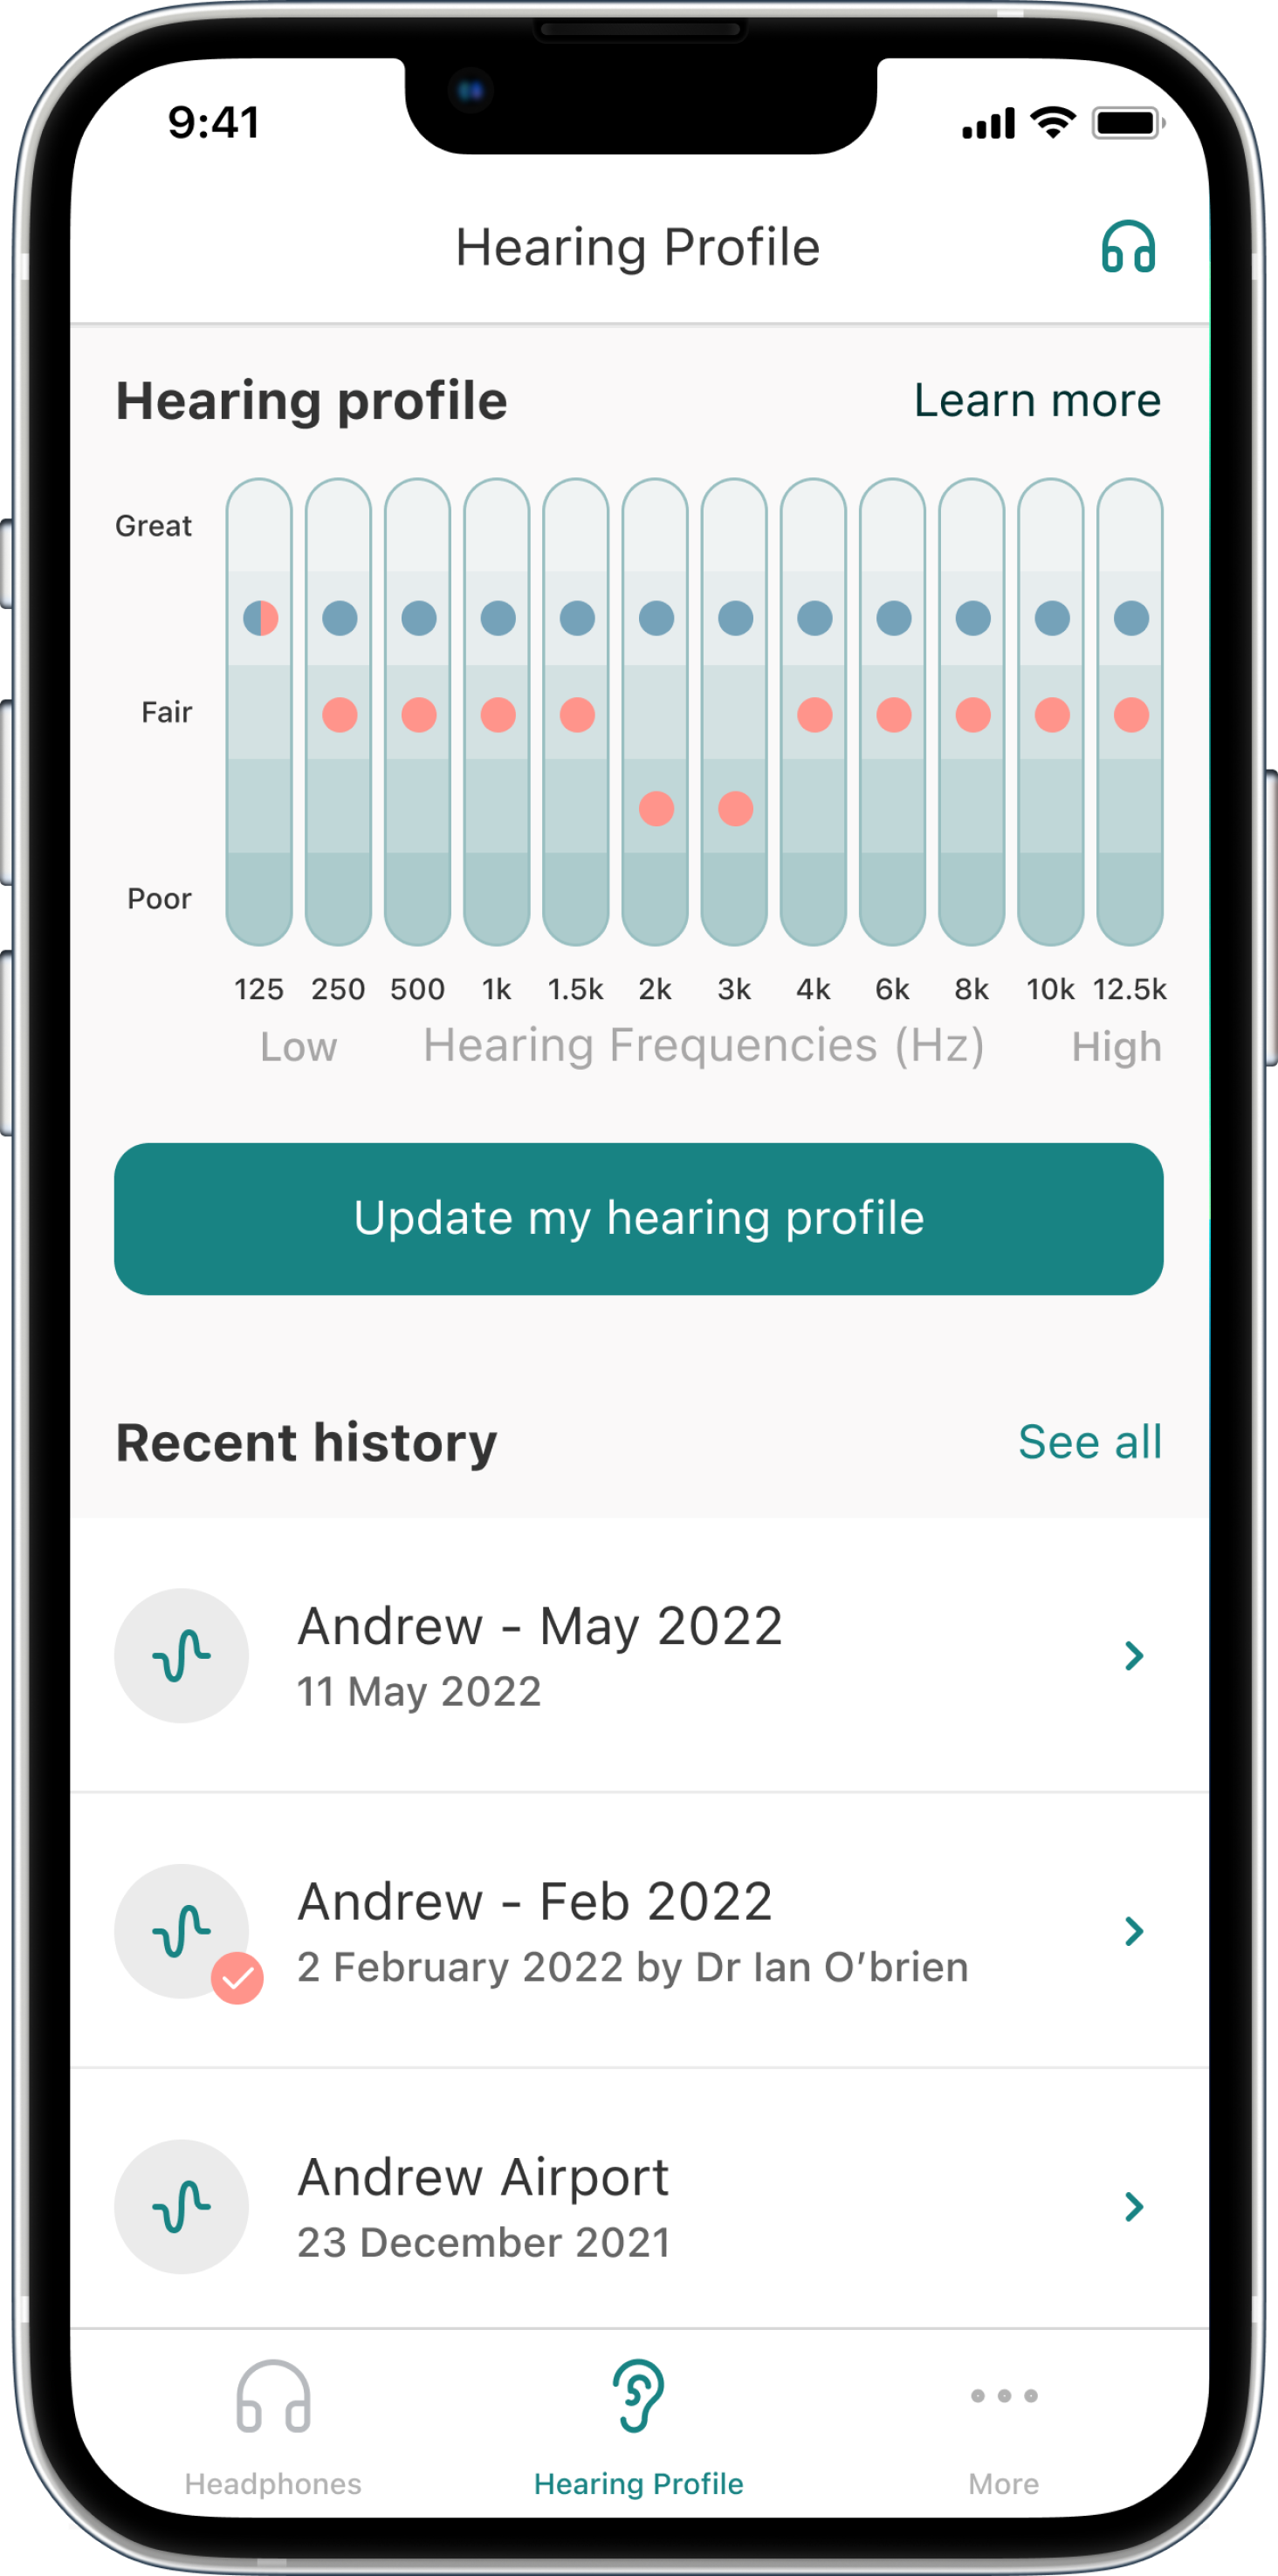 9:41
Hearing Profile
Hearing profile
Learn more
Great
Fair
Poor
125 250 500 1k 1.5k 2k 3k 4k 6k 8k 10k 12.5k
Low Hearing Frequencies (Hz) High
Update my hearing profile
Recent history
See all
Andrew - May 2022
11 May 2022
Andrew - Feb 2022
2 February 2022 by Dr Ian O’brien
Andrew Airport
23 December 2021
Headphones
Hearing Profile
More